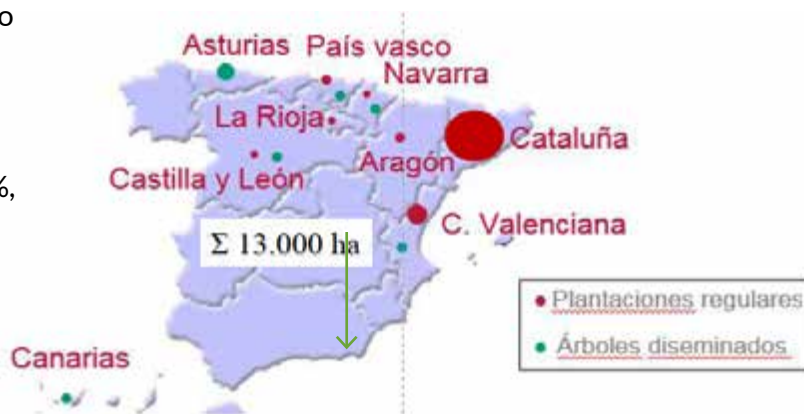 o
Asturias País vasco
Navarra
La Rioja
Cataluña
Aragón
%,
Castilla y León
C. Valenciana
Σ 13.000 ha
Plantaciones regulares
Árboles diseminados
Canarias